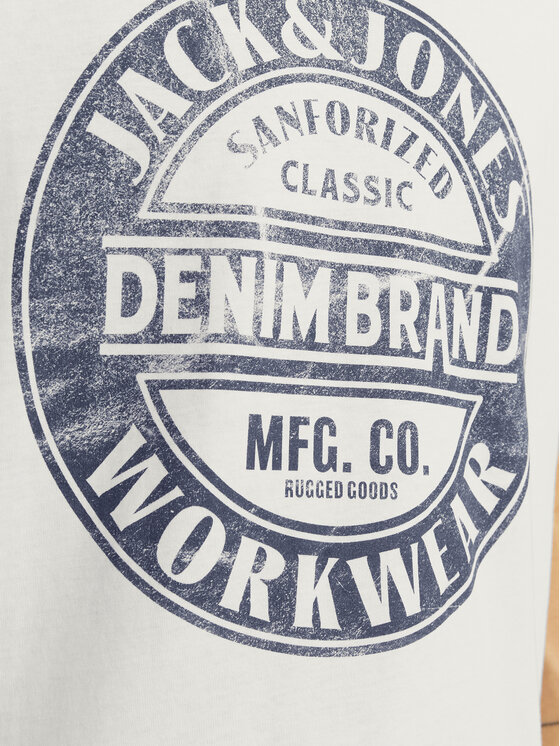 JACK&JONES
SANFORIZED
CLASSIC
DENIM BRAND
MFG. CO.
RUGGED GOODS
WORKWEAR